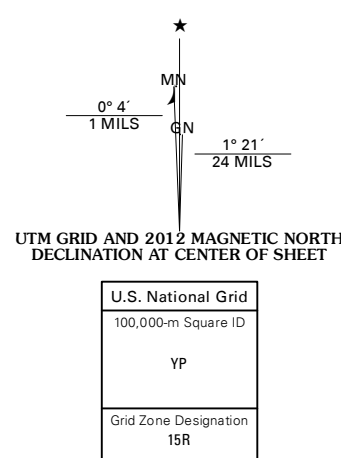 ★
MN
0° 4´
1 MILS
GN
1° 21´
24 MILS
UTM GRID AND 2012 MAGNETIC NORTH
DECLINATION AT CENTER OF SHEET
U.S. National Grid
100,000-m Square ID
YP
Grid Zone Designation
15R